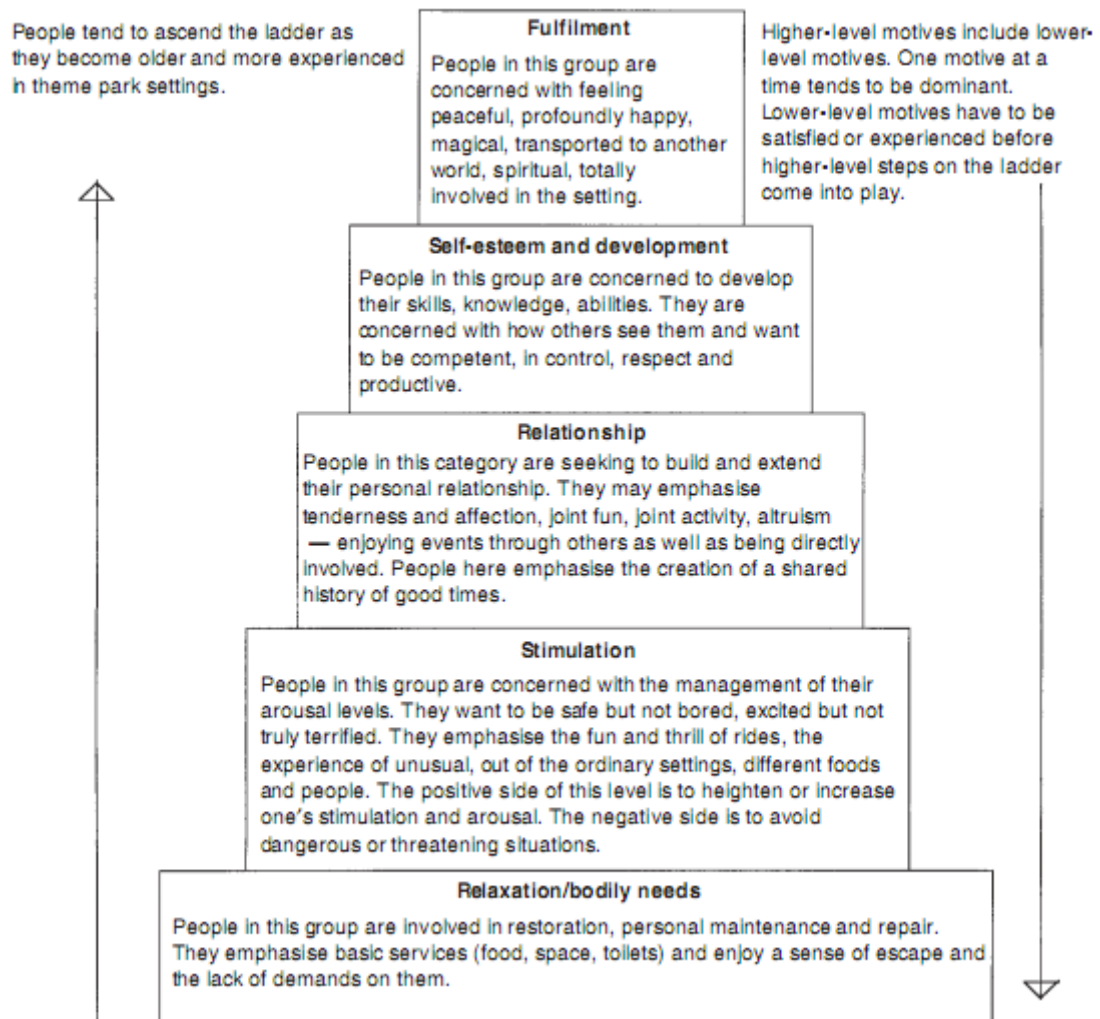 People tend to ascend the ladder as
they become older and more experienced
in theme park settings.
Fulfilment
People in this group are
concerned with feeling
peaceful, profoundly happy,
magical, transported to another
world, spiritual, totally
involved in the setting.
Higher-level motives include lower-
level motives. One motive at a
time tends to be dominant.
Lower-level motives have to be
satisfied or experienced before
higher-level steps on the ladder
come into play.
Self-esteem and development
People in this group are concerned to develop
their skills, knowledge, abilities. They are
concerned with how others see them and want
to be competent, in control, respect and
productive.
Relationship
People in this category are seeking to build and extend
their personal relationship. They may emphasise
tenderness and affection, joint fun, joint activity, altruism
— enjoying events through others as well as being directly
involved. People here emphasise the creation of a shared
history of good times.
Stimulation
People in this group are concerned with the management of their
arousal levels. They want to be safe but not bored, excited but not
truly terrified. They emphasise the fun and thrill of rides, the
experience of unusual, out of the ordinary settings, different foods
and people. The positive side of this level is to heighten or increase
one's stimulation and arousal. The negative side is to avoid
dangerous or threatening situations.
Relaxation/bodily needs
People in this group are involved in restoration, personal maintenance and repair.
They emphasise basic services (food, space, toilets) and enjoy a sense of escape and
the lack of demands on them.